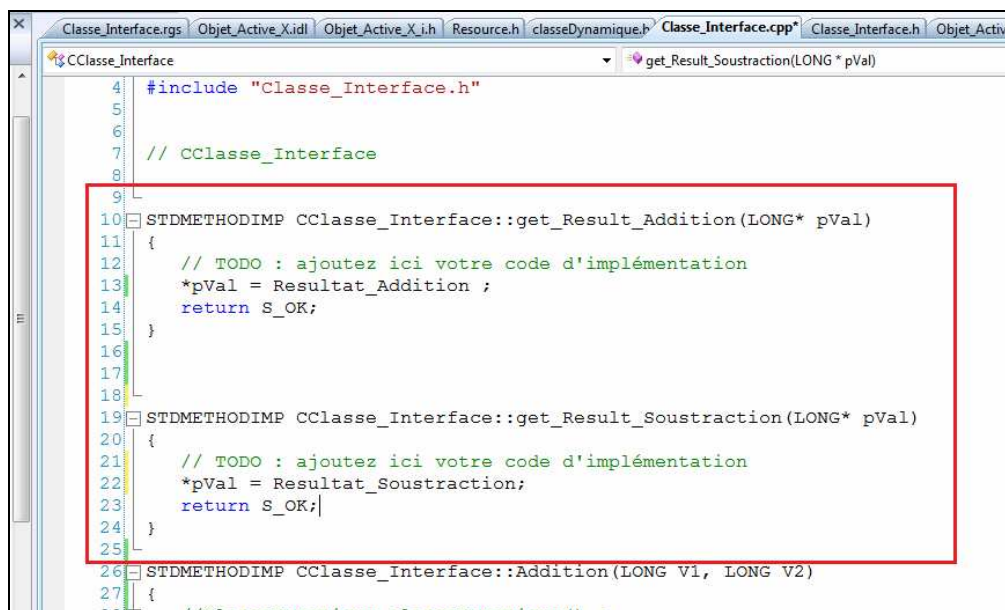 Classe_Interface.rgs Objet_Active_X.idl Objet_Active_X_i.h Resource.h classeDynamique.h Classe_Interface.cpp* Classe_Interface.h Objet_Activ
CClasse_Interface get_Result_Soustraction(LONG * pVal)
4 #include "Classe_Interface.h"
5
6
7 // CClasse_Interface
8
9
10 STDMETHODIMP CClasse_Interface::get_Result_Addition(LONG* pVal)
11 {
12 // TODO : ajoutez ici votre code d'implémentation
13 *pVal = Resultat_Addition ;
14 return S_OK;
15 }
16
17
18
19 STDMETHODIMP CClasse_Interface::get_Result_Soustraction(LONG* pVal)
20 {
21 // TODO : ajoutez ici votre code d'implémentation
22 *pVal = Resultat_Soustraction;
23 return S_OK;
24 }
25
26 STDMETHODIMP CClasse_Interface::Addition(LONG V1, LONG V2)
27 {